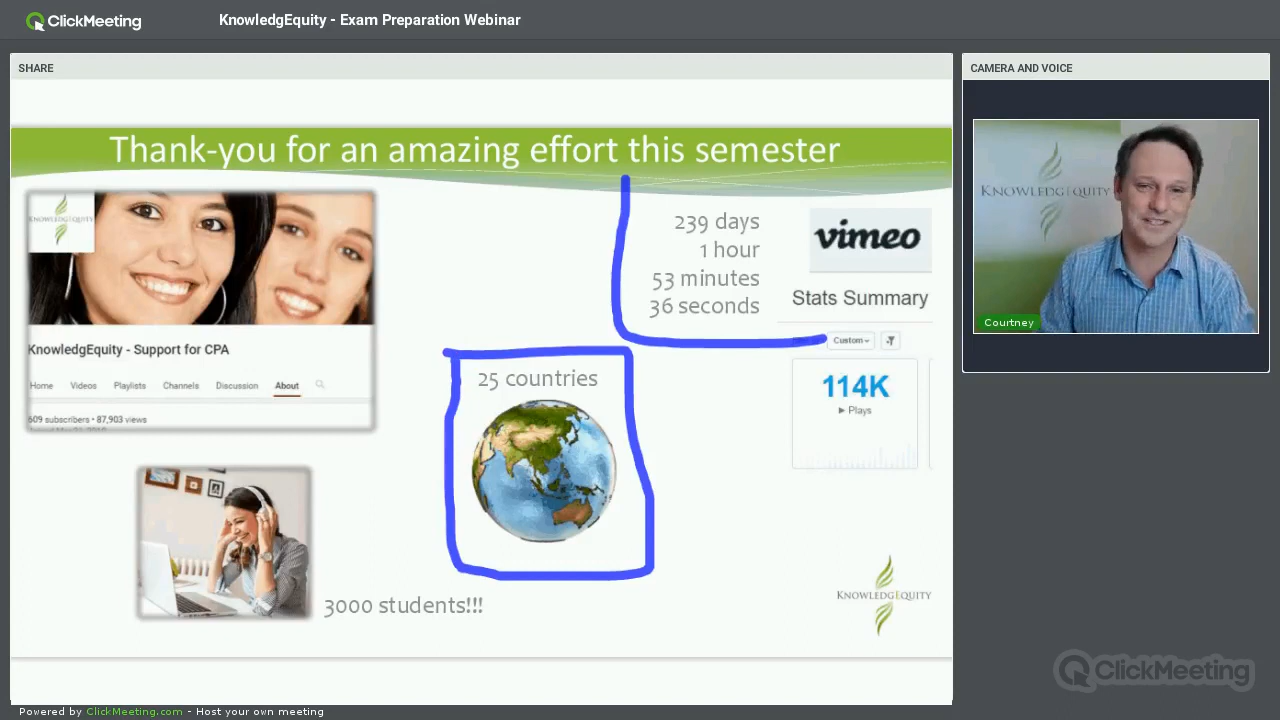 ClickMeeting
KnowledgEquity - Exam Preparation Webinar
SHARE
CAMERA AND VOICE
Thank-you for an amazing effort this semester
KNOWLEDGEQUITY
KnowledgEquity - Support for CPA
Home Videos Playlists Channels Discussion About
609 subscribers • 87,903 views
239 days
1 hour
53 minutes
36 seconds
vimeo
Stats Summary
Custom
114K
Plays
25 countries
3000 students!!!
KNOWLEDGEQUITY
KNOWLEDGEQUITY
Courtney
ClickMeeting
Powered by ClickMeeting.com - Host your own meeting